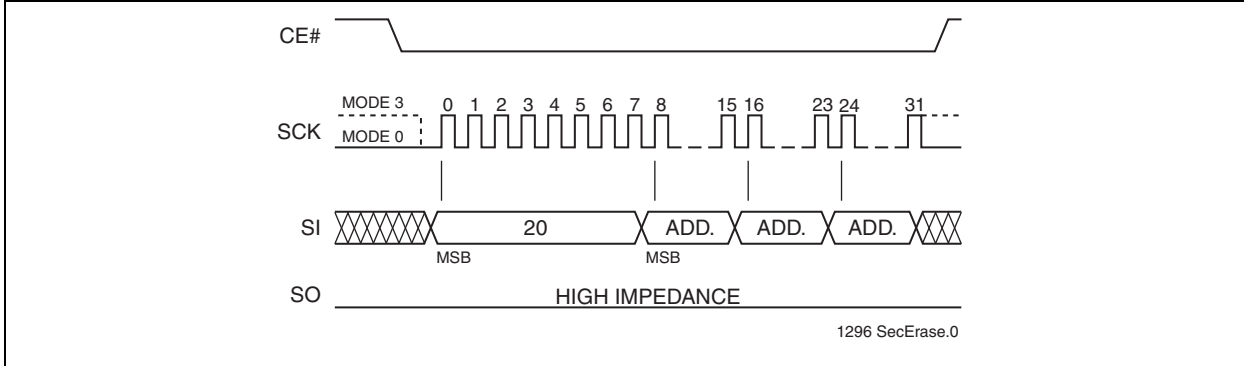 CE#
MODE 3
0 1 2 3 4 5 6 7 8 15 16 23 24 31
SCK
MODE 0
SI
20 ADD. ADD. ADD.
MSB MSB
SO
HIGH IMPEDANCE
1296 SecErase.0